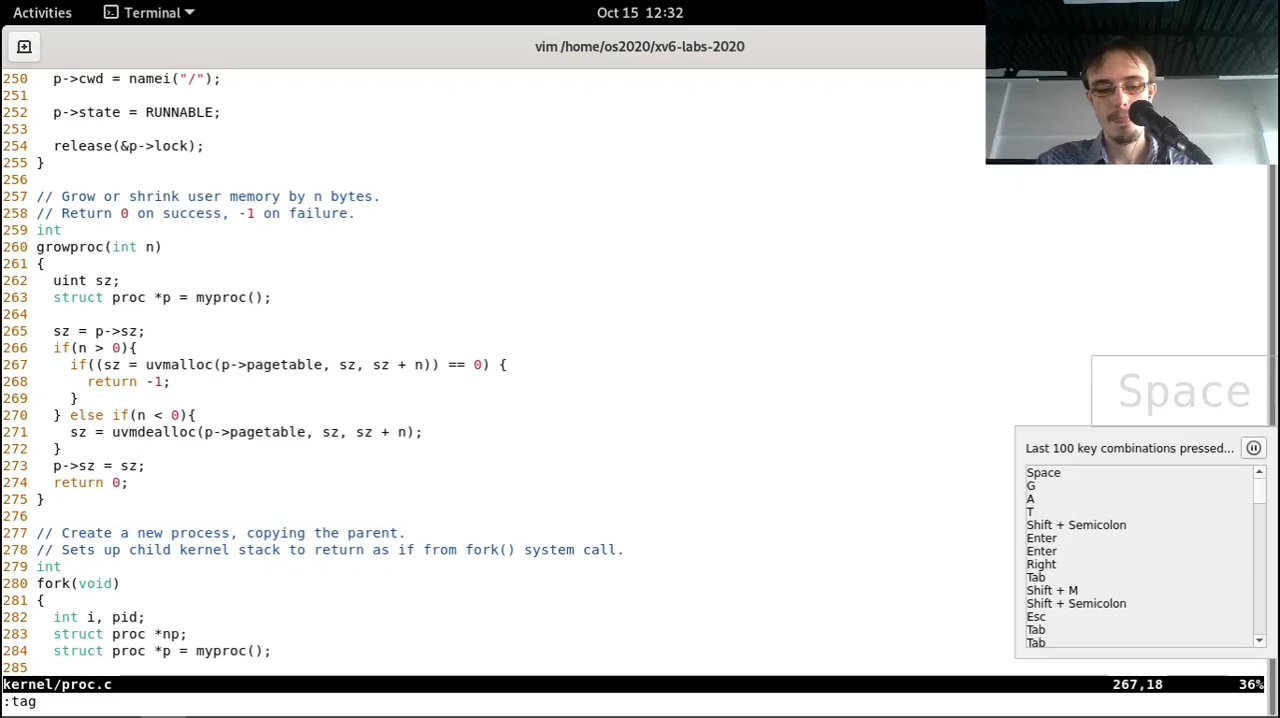 Activities
Terminal
Oct 15 12:32
vim /home/os2020/xv6-labs-2020
250   p->cwd = namei("/");
251
252   p->state = RUNNABLE;
253
254   release(&p->lock);
255 }
256
257 // Grow or shrink user memory by n bytes.
258 // Return 0 on success, -1 on failure.
259 int
260 growproc(int n)
261 {
262   uint sz;
263   struct proc *p = myproc();
264
265   sz = p->sz;
266   if(n > 0){
267     if((sz = uvmalloc(p->pagetable, sz, sz + n)) == 0) {
268       return -1;
269     }
270   } else if(n < 0){
271     sz = uvmdealloc(p->pagetable, sz, sz + n);
272   }
273   p->sz = sz;
274   return 0;
275 }
276
277 // Create a new process, copying the parent.
278 // Sets up child kernel stack to return as if from fork() system call.
279 int
280 fork(void)
281 {
282   int i, pid;
283   struct proc *np;
284   struct proc *p = myproc();
285
kernel/proc.c 267,18 36%
:tag
Space
Last 100 key combinations pressed...
Space
G
A
T
Shift + Semicolon
Enter
Enter
Right
Tab
Shift + M
Shift + Semicolon
Esc
Tab
Tab